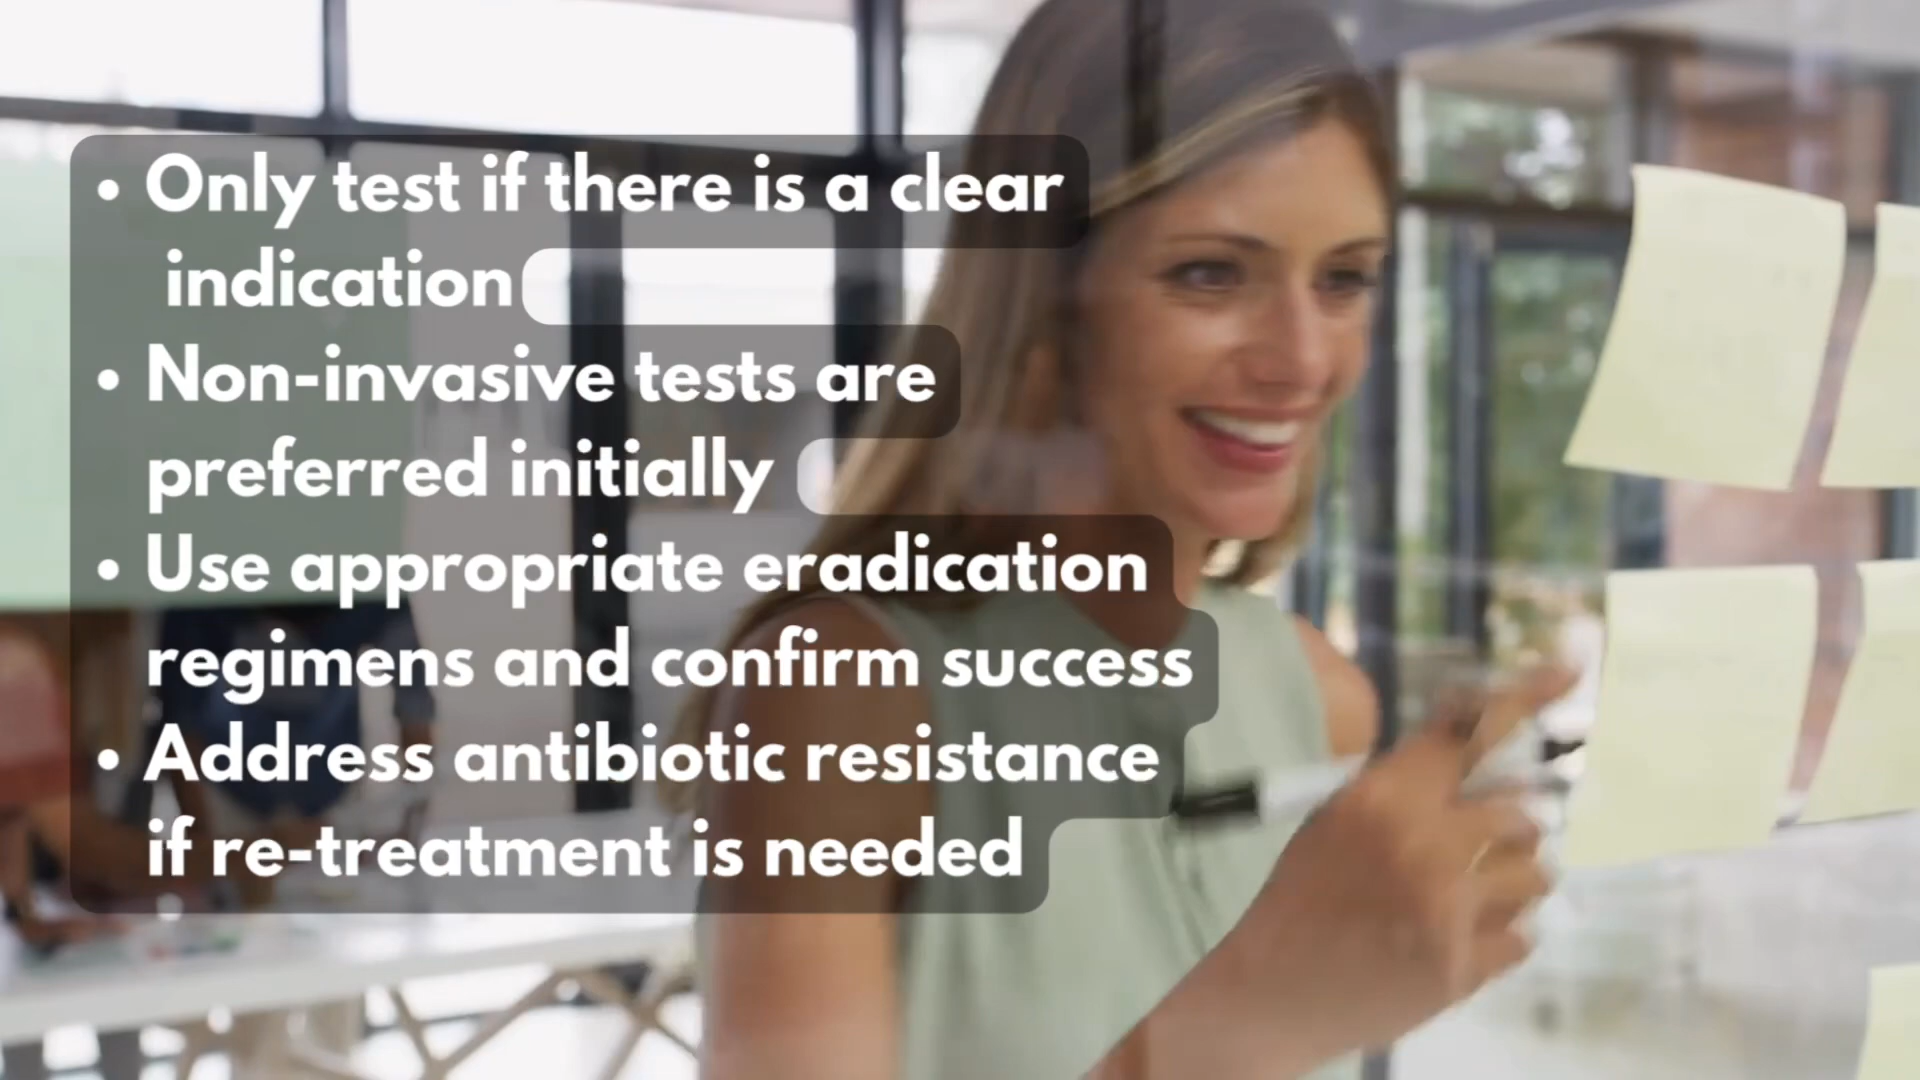 • Only test if there is a clear
indication
• Non-invasive tests are
preferred initially
• Use appropriate eradication
regimens and confirm success
• Address antibiotic resistance
if re-treatment is needed